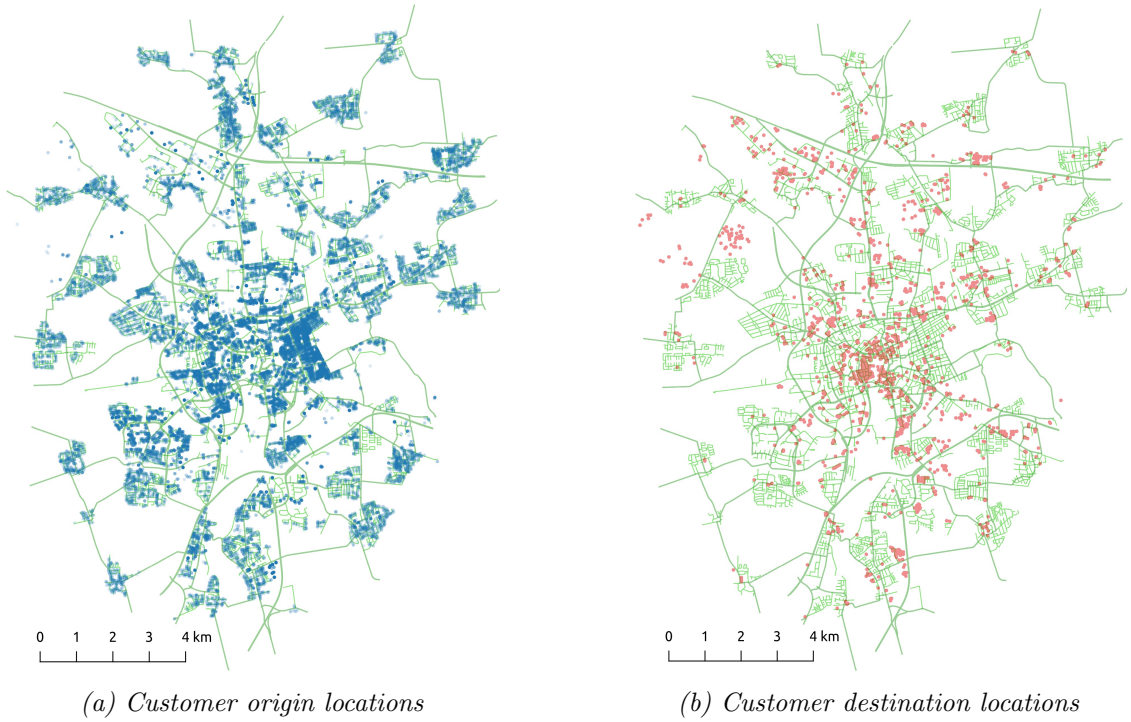 0 1 2 3 4 km
0 1 2 3 4 km
(a) Customer origin locations
(b) Customer destination locations